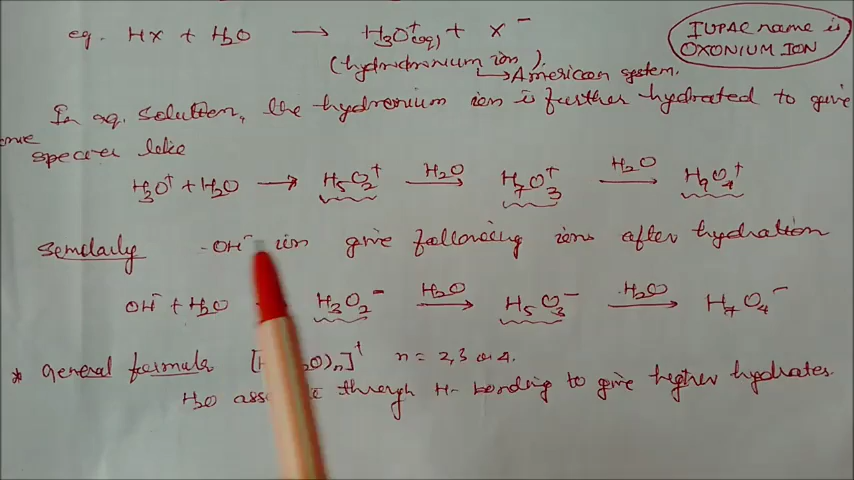 eg. HX + H₂O → H₃O⁺(aq) + X⁻
IUPAC name is
OXONIUM ION
(hydridronium ion).
↳ American system.
In aq. solution, the hydronium ion is further hydrated to give
some species like
H₃O⁺ + H₂O → H₅O₂⁺ H₂O→ H₇O₃⁺ H₂O→ H₉O₄⁺
OH⁻ ion give following ions after hydration
OH⁻ + H₂O H₃O₂⁻ H₂O→ H₅O₃⁻ H₂O→ H₇O₄⁻
* General formula [H O)n]⁺ n = 2, 3 or 4.
H₂O through H-bonding to give higher hydrates.